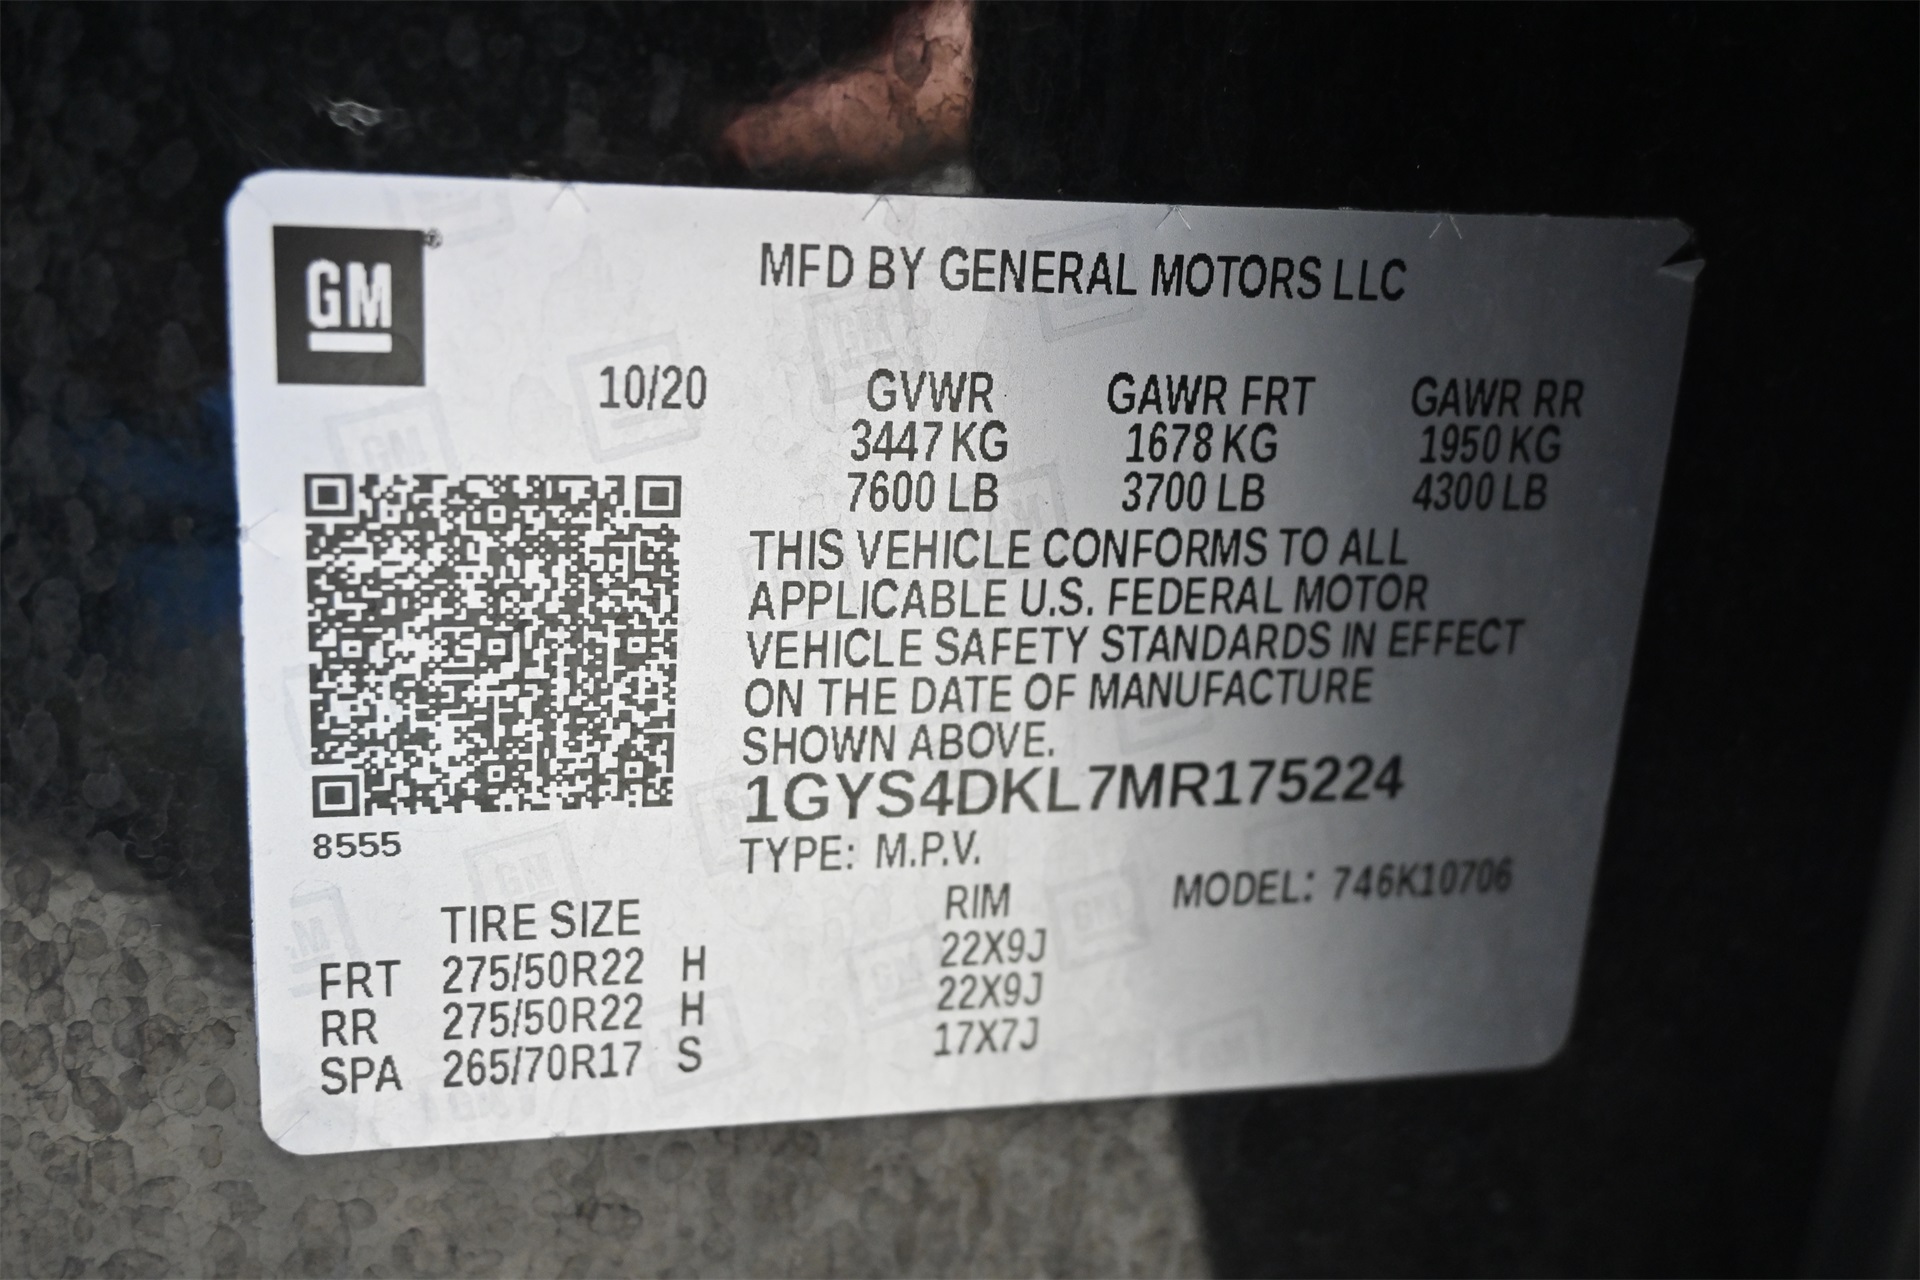 GM
MFD BY GENERAL MOTORS LLC
10/20
GVWR GAWR FRT GAWR RR
3447 KG 1678 KG 1950 KG
7600 LB 3700 LB 4300 LB
THIS VEHICLE CONFORMS TO ALL
APPLICABLE U.S. FEDERAL MOTOR
VEHICLE SAFETY STANDARDS IN EFFECT
ON THE DATE OF MANUFACTURE
SHOWN ABOVE.
1GYS4DKL7MR175224
8555
TYPE: M.P.V. MODEL: 746K10706
TIRE SIZE RIM
FRT 275/50R22 H 22X9J
RR 275/50R22 H 22X9J
SPA 265/70R17 S 17X7J